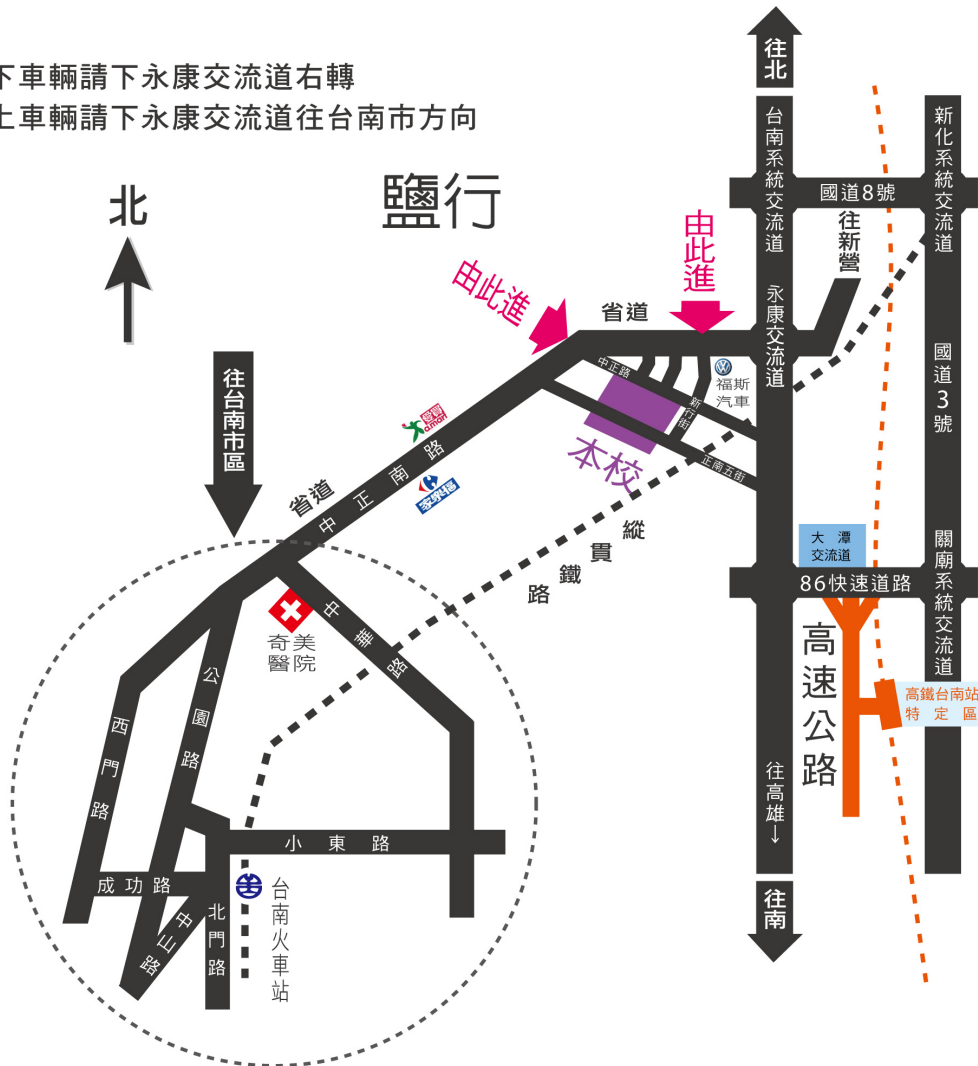 下車輛請下永康交流道右轉
上車輛請下永康交流道往台南市方向
北
鹽行
往北
台南系統交流道
新化系統交流道
國道8號
往新營
由此進
由此進
省道
永康交流道
國道3號
中正路
福斯
汽車
新行街
正南五街
本校
愛買
a.mart
家樂福
往台南市區
省道
中正南路
縱貫鐵路
大潭
交流道
86快速道路
關廟系統交流道
高速公路
高鐵台南站
特定區
往高雄↓
往南
奇美
醫院
中華路
公園路
西門路
小東路
成功路
中山路
北門路
台南火車站